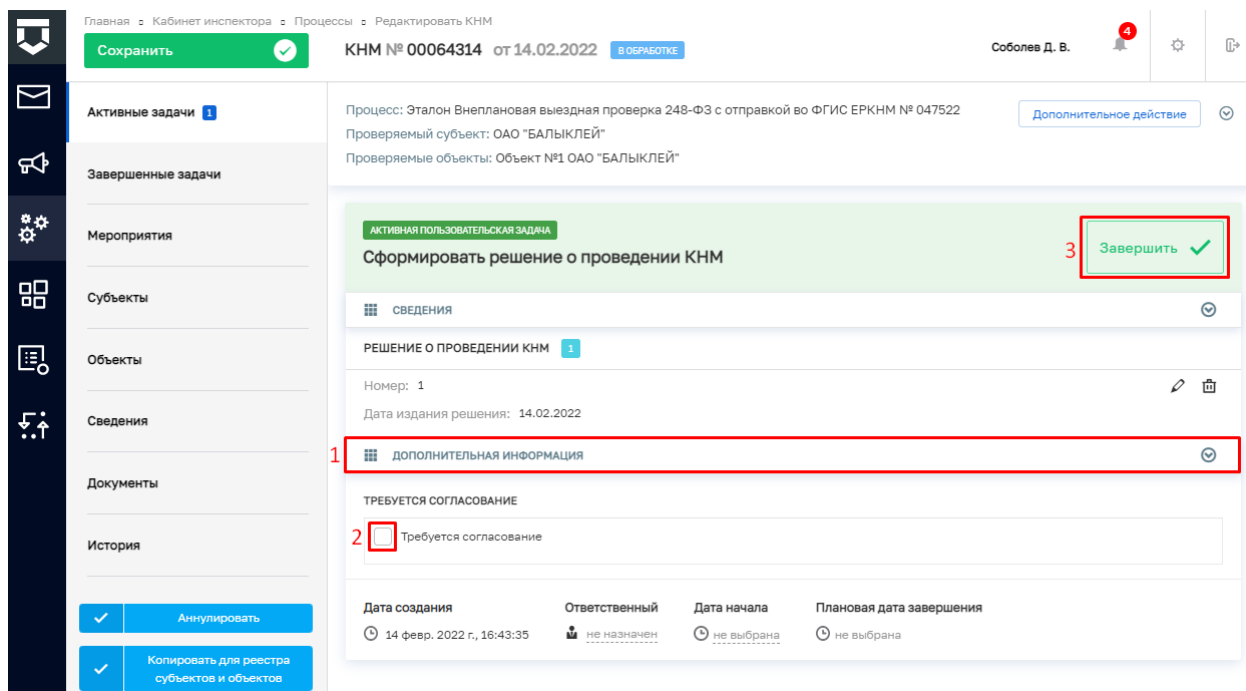 Главная ▫ Кабинет инспектора ▫ Процессы ▫ Редактировать КНМ
Сохранить
КНМ № 00064314 от 14.02.2022 В ОБРАБОТКЕ
Соболев Д. В.
4
Активные задачи 1
Завершенные задачи
Мероприятия
Субъекты
Объекты
Сведения
Документы
История
Аннулировать
Копировать для реестра
субъектов и объектов
Процесс: Эталон Внеплановая выездная проверка 248-ФЗ с отправкой во ФГИС ЕРКНМ № 047522
Дополнительное действие
Проверяемый субъект: ОАО "БАЛЫКЛЕЙ"
Проверяемые объекты: Объект №1 ОАО "БАЛЫКЛЕЙ"
АКТИВНАЯ ПОЛЬЗОВАТЕЛЬСКАЯ ЗАДАЧА
Сформировать решение о проведении КНМ
3 Завершить
СВЕДЕНИЯ
РЕШЕНИЕ О ПРОВЕДЕНИИ КНМ 1
Номер: 1
Дата издания решения: 14.02.2022
1 ДОПОЛНИТЕЛЬНАЯ ИНФОРМАЦИЯ
ТРЕБУЕТСЯ СОГЛАСОВАНИЕ
2 Требуется согласование
Дата создания Ответственный Дата начала Плановая дата завершения
14 февр. 2022 г., 16:43:35 не назначен не выбрана не выбрана